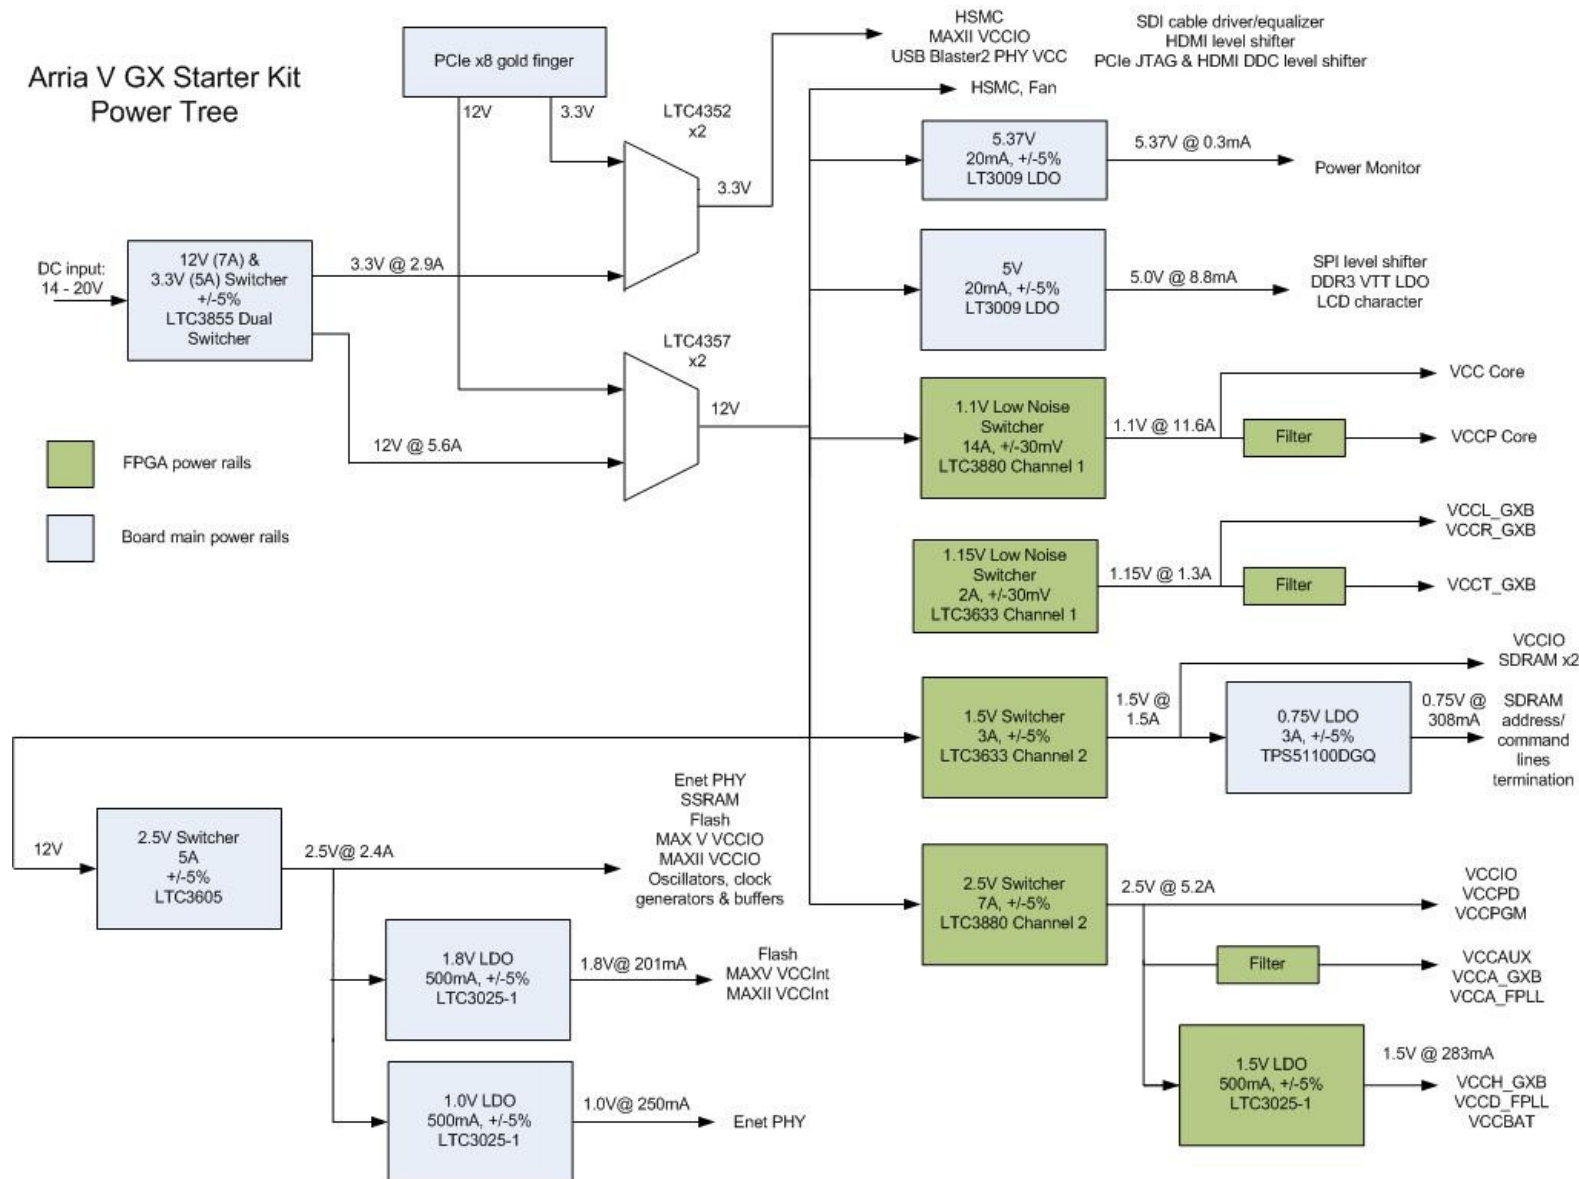 Arria V GX Starter Kit
Power Tree
PCIe x8 gold finger
12V
3.3V
LTC4352
x2
3.3V
HSMC
MAXII VCCIO
USB Blaster2 PHY VCC
SDI cable driver/equalizer
HDMI level shifter
PCIe JTAG & HDMI DDC level shifter
HSMC, Fan
5.37V
20mA, +/-5%
LT3009 LDO
5.37V @ 0.3mA
Power Monitor
DC input:
14 - 20V
12V (7A) &
3.3V (5A) Switcher
+/-5%
LTC3855 Dual
Switcher
3.3V @ 2.9A
12V @ 5.6A
LTC4357
x2
12V
5V
20mA, +/-5%
LT3009 LDO
5.0V @ 8.8mA
SPI level shifter
DDR3 VTT LDO
LCD character
1.1V Low Noise
Switcher
14A, +/-30mV
LTC3880 Channel 1
1.1V @ 11.6A
VCC Core
Filter
VCCP Core
FPGA power rails
Board main power rails
1.15V Low Noise
Switcher
2A, +/-30mV
LTC3633 Channel 1
1.15V @ 1.3A
VCCL_GXB
VCCR_GXB
Filter
VCCT_GXB
1.5V Switcher
3A, +/-5%
LTC3633 Channel 2
1.5V @
1.5A
VCCIO
SDRAM x2
0.75V LDO
3A, +/-5%
TPS51100DGQ
0.75V @
308mA
SDRAM
address/
command
lines
termination
12V
2.5V Switcher
5A
+/-5%
LTC3605
2.5V@ 2.4A
Enet PHY
SSRAM
Flash
MAX V VCCIO
MAXII VCCIO
Oscillators, clock
generators & buffers
1.8V LDO
500mA, +/-5%
LTC3025-1
1.8V@ 201mA
Flash
MAXV VCCInt
MAXII VCCInt
1.0V LDO
500mA, +/-5%
LTC3025-1
1.0V@ 250mA
Enet PHY
2.5V Switcher
7A, +/-5%
LTC3880 Channel 2
2.5V @ 5.2A
VCCIO
VCCPD
VCCPGM
Filter
VCCAUX
VCCA_GXB
VCCA_FPLL
1.5V LDO
500mA, +/-5%
LTC3025-1
1.5V @ 283mA
VCCH_GXB
VCCD_FPLL
VCCBAT